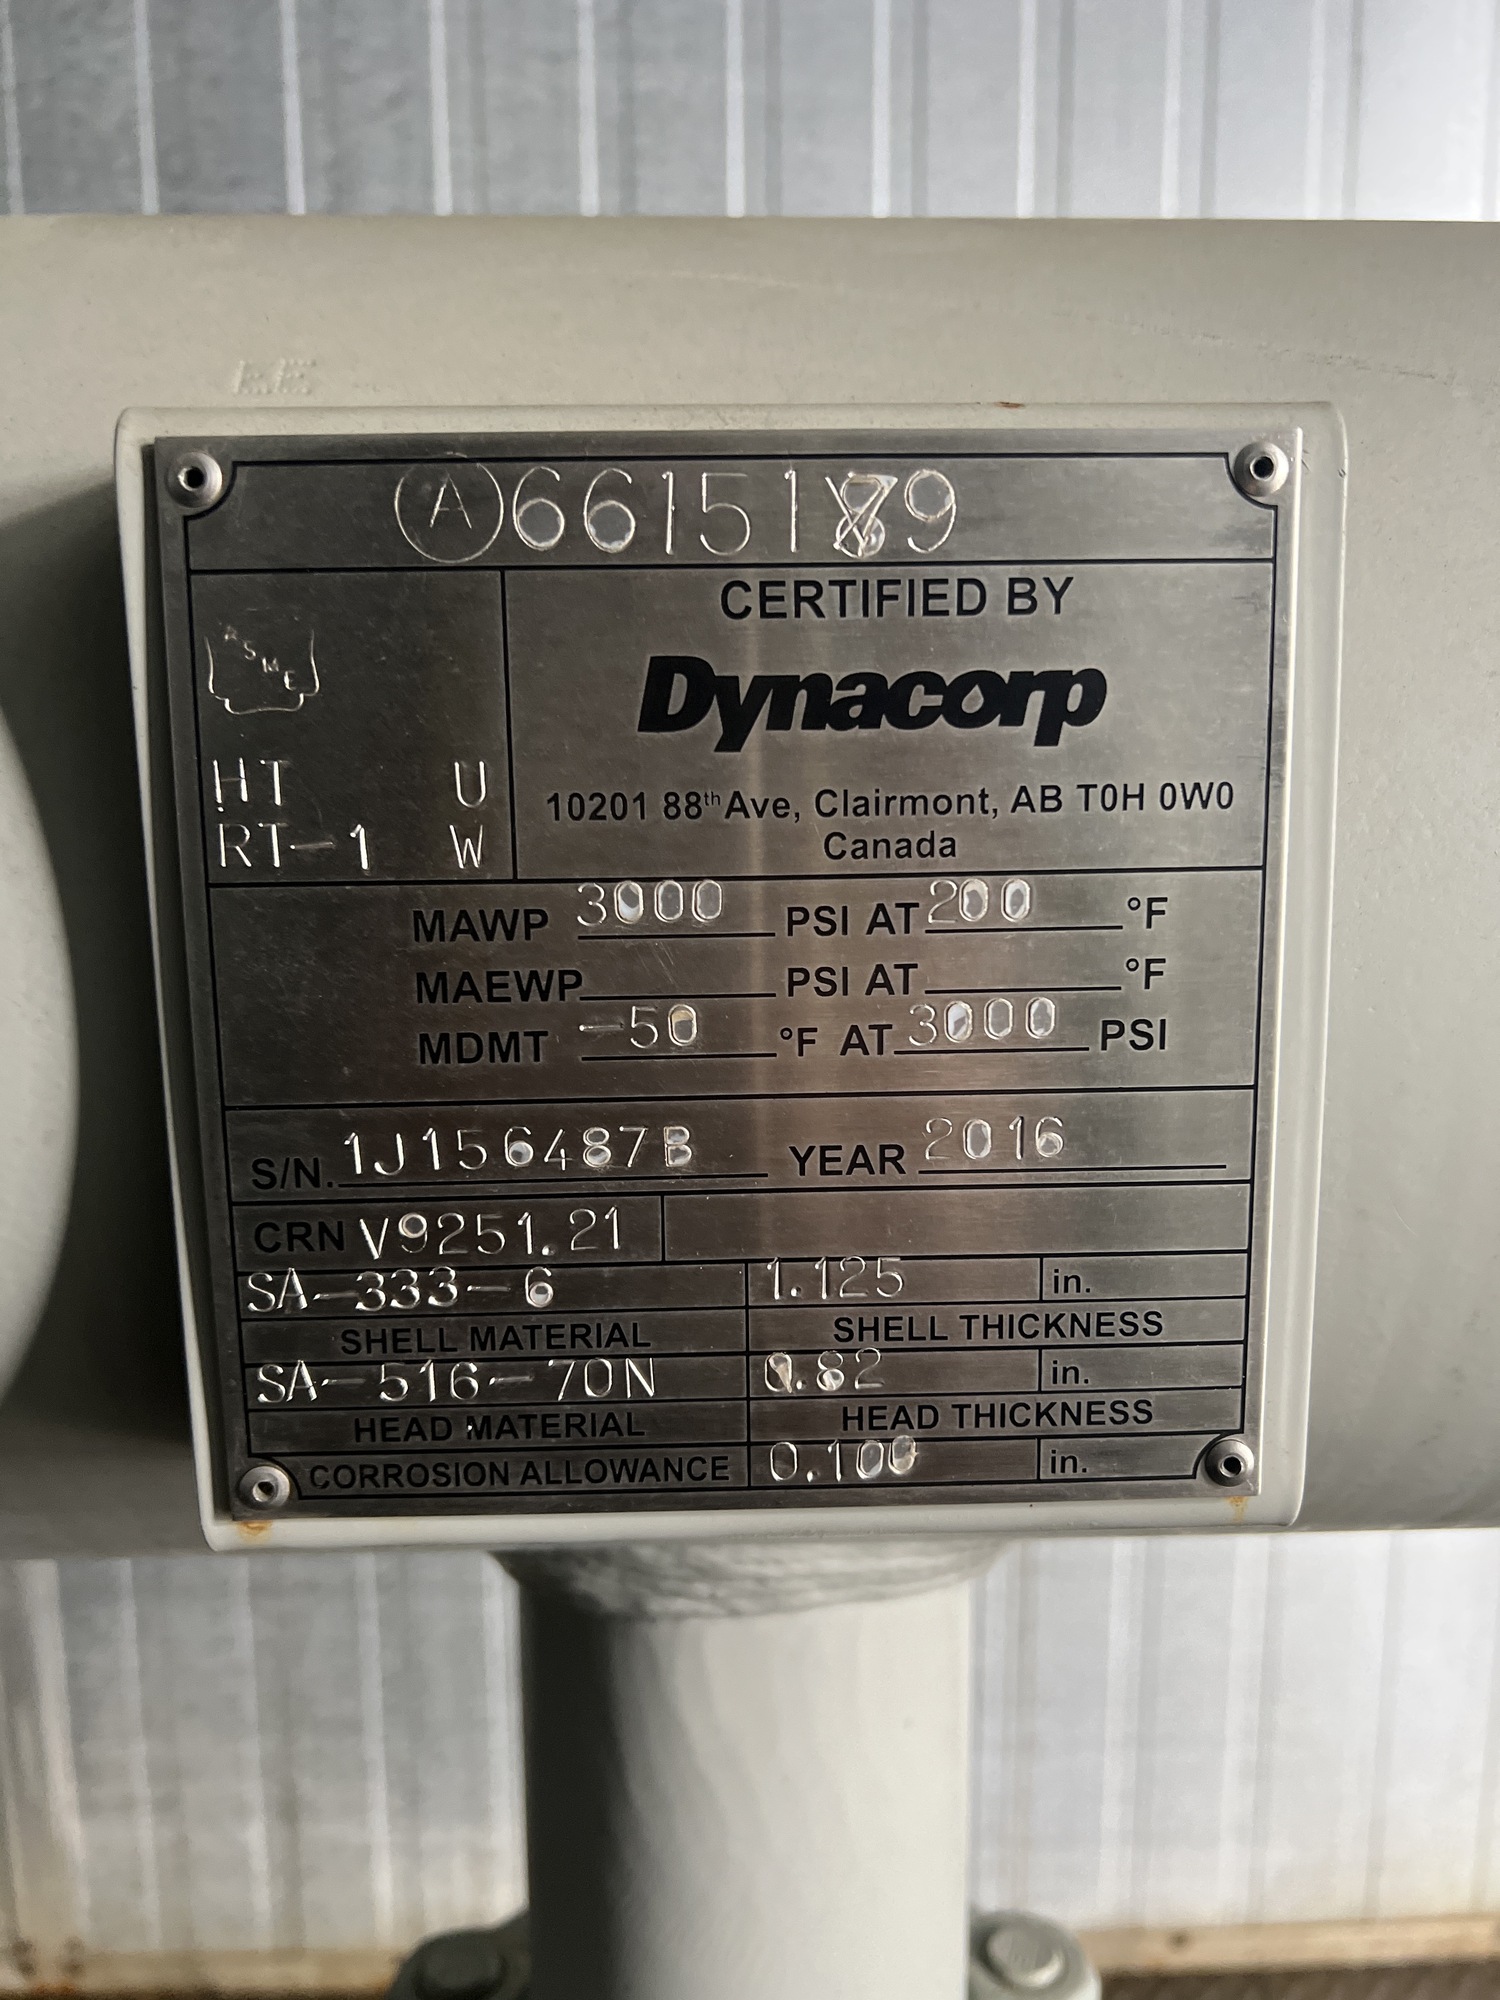 A 6615189
CERTIFIED BY
Dynacorp
10201 88th Ave, Clairmont, AB T0H 0W0
Canada
ASME
HT U
RT-1 W
MAWP 3000 PSI AT 200 °F
MAEWP PSI AT °F
MDMT -50 °F AT 3000 PSI
S/N. 1J156487B YEAR 2016
CRN V9251.21
SA-333-6 1.125 in.
SHELL MATERIAL SHELL THICKNESS
SA-516-70N 0.82 in.
HEAD MATERIAL HEAD THICKNESS
CORROSION ALLOWANCE 0.100 in.